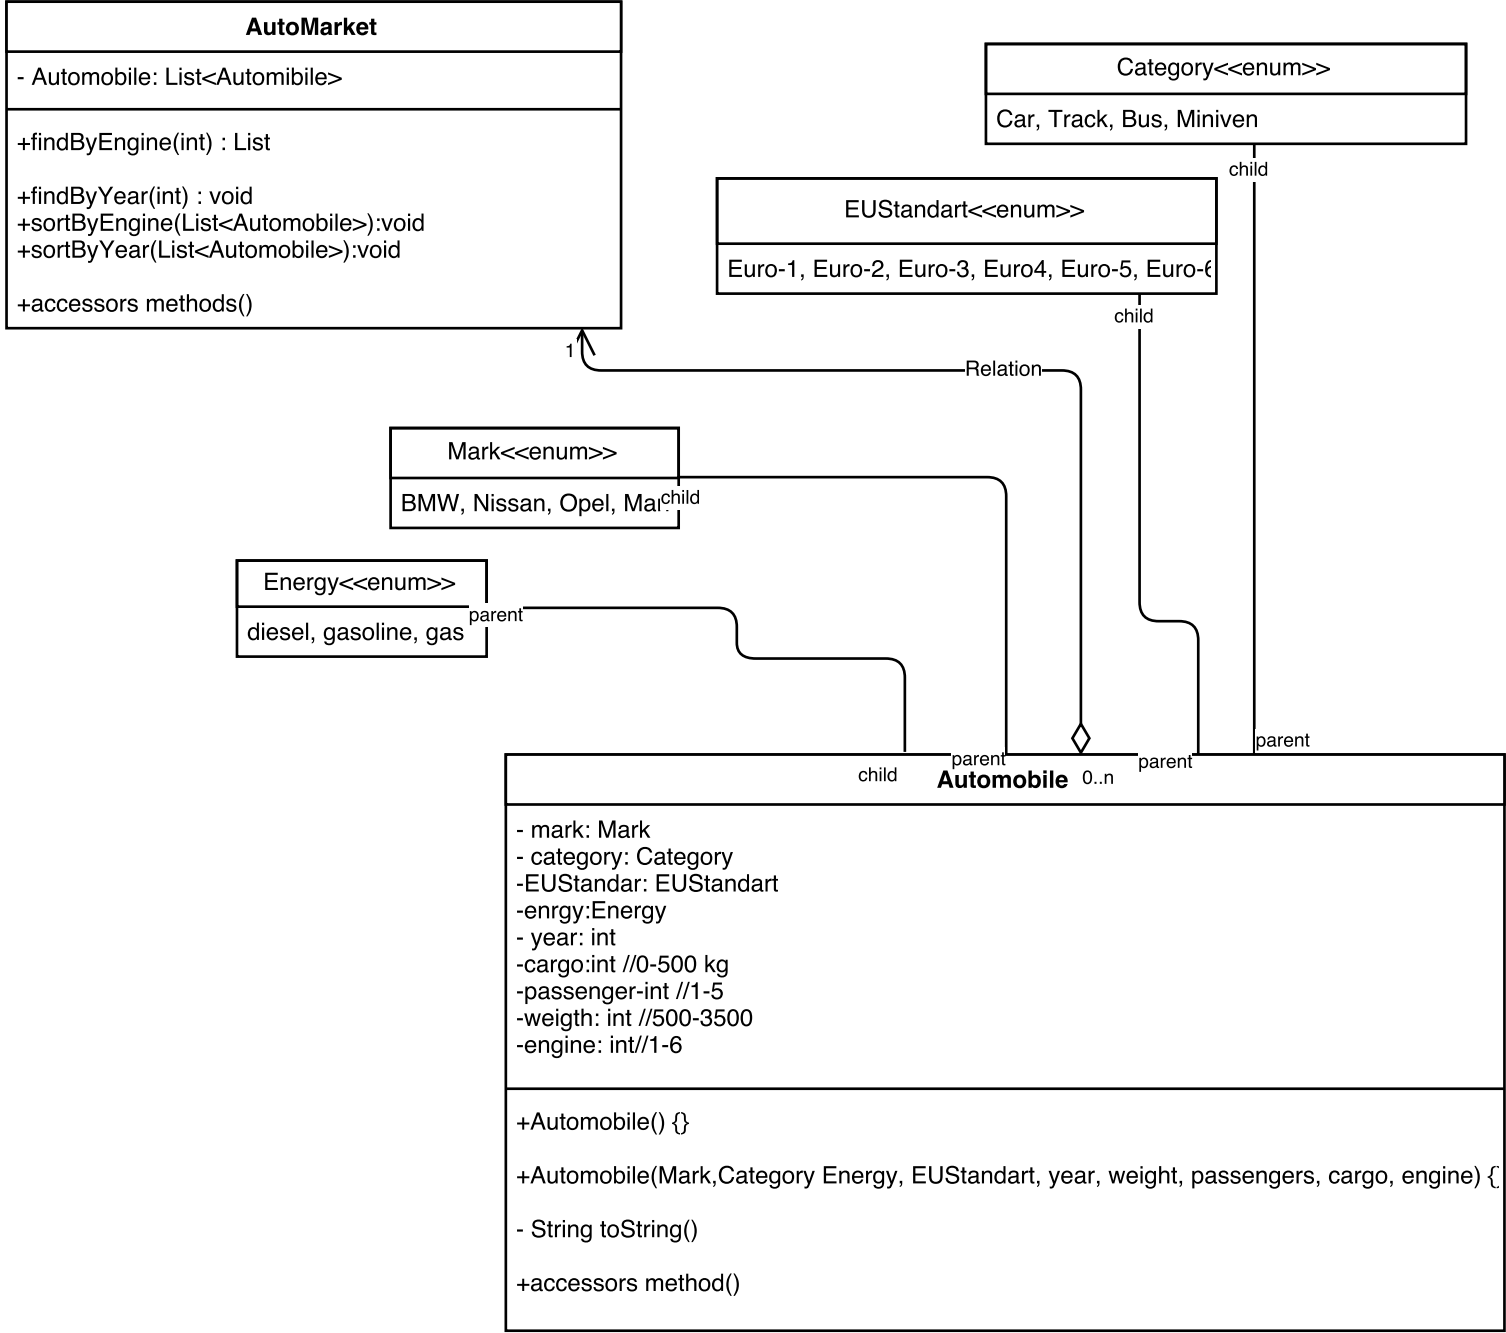 AutoMarket
- Automobile: List<Automibile>
+findByEngine(int) : List
+findByYear(int) : void
+sortByEngine(List<Automobile>):void
+sortByYear(List<Automobile>):void
+accessors methods()
Category<<enum>>
Car, Track, Bus, Miniven
child
EUStandart<<enum>>
Euro-1, Euro-2, Euro-3, Euro4, Euro-5, Euro-6
child
1
Relation
Mark<<enum>>
BMW, Nissan, Opel,
child
Energy<<enum>>
diesel, gasoline, gas
parent
parent
child
parent
parent
Automobile
0..n
- mark: Mark
- category: Category
-EUStandar: EUStandart
-enrgy:Energy
- year: int
-cargo:int //0-500 kg
-passenger-int //1-5
-weigth: int //500-3500
-engine: int//1-6
+Automobile() {}
+Automobile(Mark,Category Energy, EUStandart, year, weight, passengers, cargo, engine) {}
- String toString()
+accessors method()